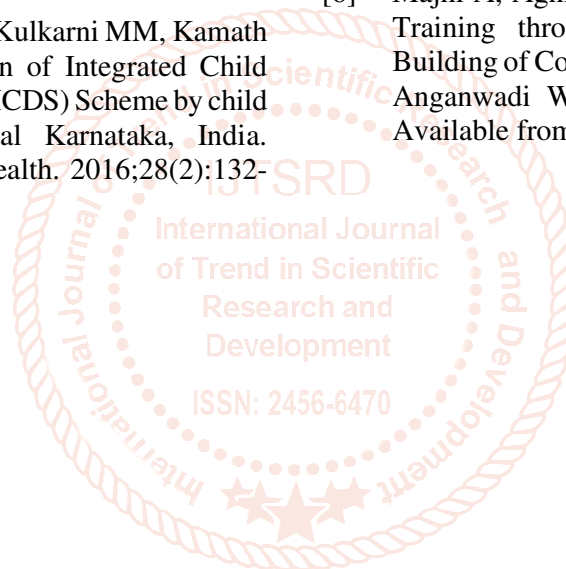 Kulkarni MM, Kamath
n of Integrated Child
ICDS) Scheme by child
al Karnataka, India.
ealth. 2016;28(2):132-
Training thro
Building of Co
Anganwadi W
Available from
International Journal of Trend in Scientific Research and Development
IJTSRD
International Journal
of Trend in Scientific
Research and
Development
ISSN: 2456-6470